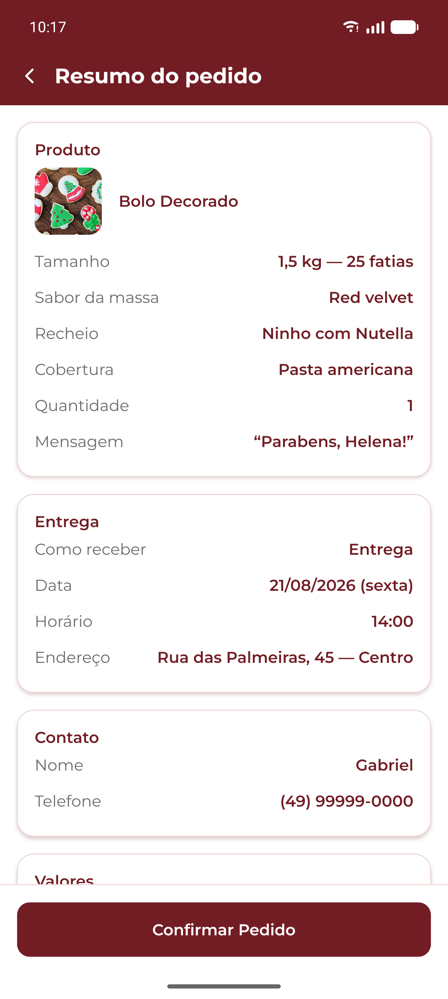 10:17
Resumo do pedido
Produto
Bolo Decorado
Tamanho 1,5 kg — 25 fatias
Sabor da massa Red velvet
Recheio Ninho com Nutella
Cobertura Pasta americana
Quantidade 1
Mensagem “Parabens, Helena!”
Entrega
Como receber Entrega
Data 21/08/2026 (sexta)
Horário 14:00
Endereço Rua das Palmeiras, 45 — Centro
Contato
Nome Gabriel
Telefone (49) 99999-0000
Valores
Confirmar Pedido